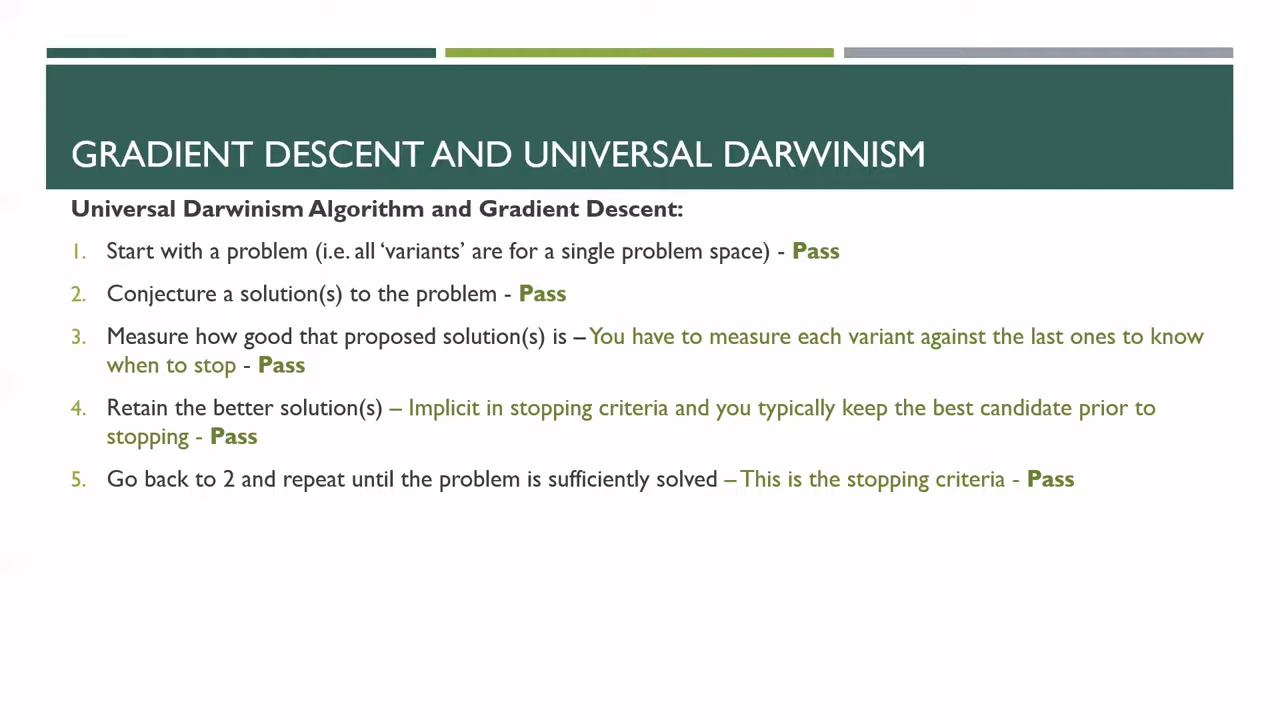 GRADIENT DESCENT AND UNIVERSAL DARWINISM
Universal Darwinism Algorithm and Gradient Descent:
1. Start with a problem (i.e. all ‘variants’ are for a single problem space) - Pass
2. Conjecture a solution(s) to the problem - Pass
3. Measure how good that proposed solution(s) is – You have to measure each variant against the last ones to know
when to stop - Pass
4. Retain the better solution(s) – Implicit in stopping criteria and you typically keep the best candidate prior to
stopping - Pass
5. Go back to 2 and repeat until the problem is sufficiently solved – This is the stopping criteria - Pass